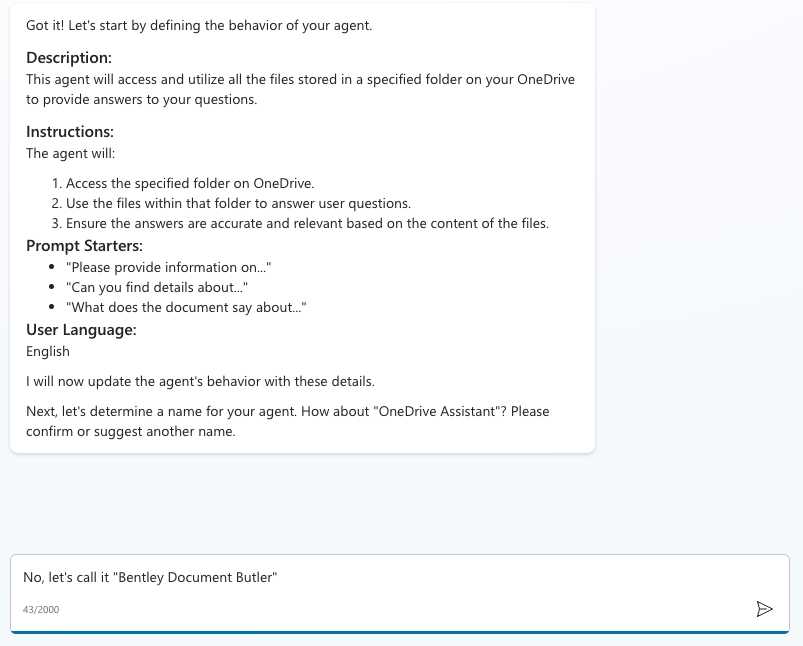 Got it! Let's start by defining the behavior of your agent.
Description:
This agent will access and utilize all the files stored in a specified folder on your OneDrive
to provide answers to your questions.
Instructions:
The agent will:
1. Access the specified folder on OneDrive.
2. Use the files within that folder to answer user questions.
3. Ensure the answers are accurate and relevant based on the content of the files.
Prompt Starters:
• "Please provide information on..."
• "Can you find details about..."
• "What does the document say about..."
User Language:
English
I will now update the agent's behavior with these details.
Next, let's determine a name for your agent. How about "OneDrive Assistant"? Please
confirm or suggest another name.
No, let's call it "Bentley Document Butler"
43/2000